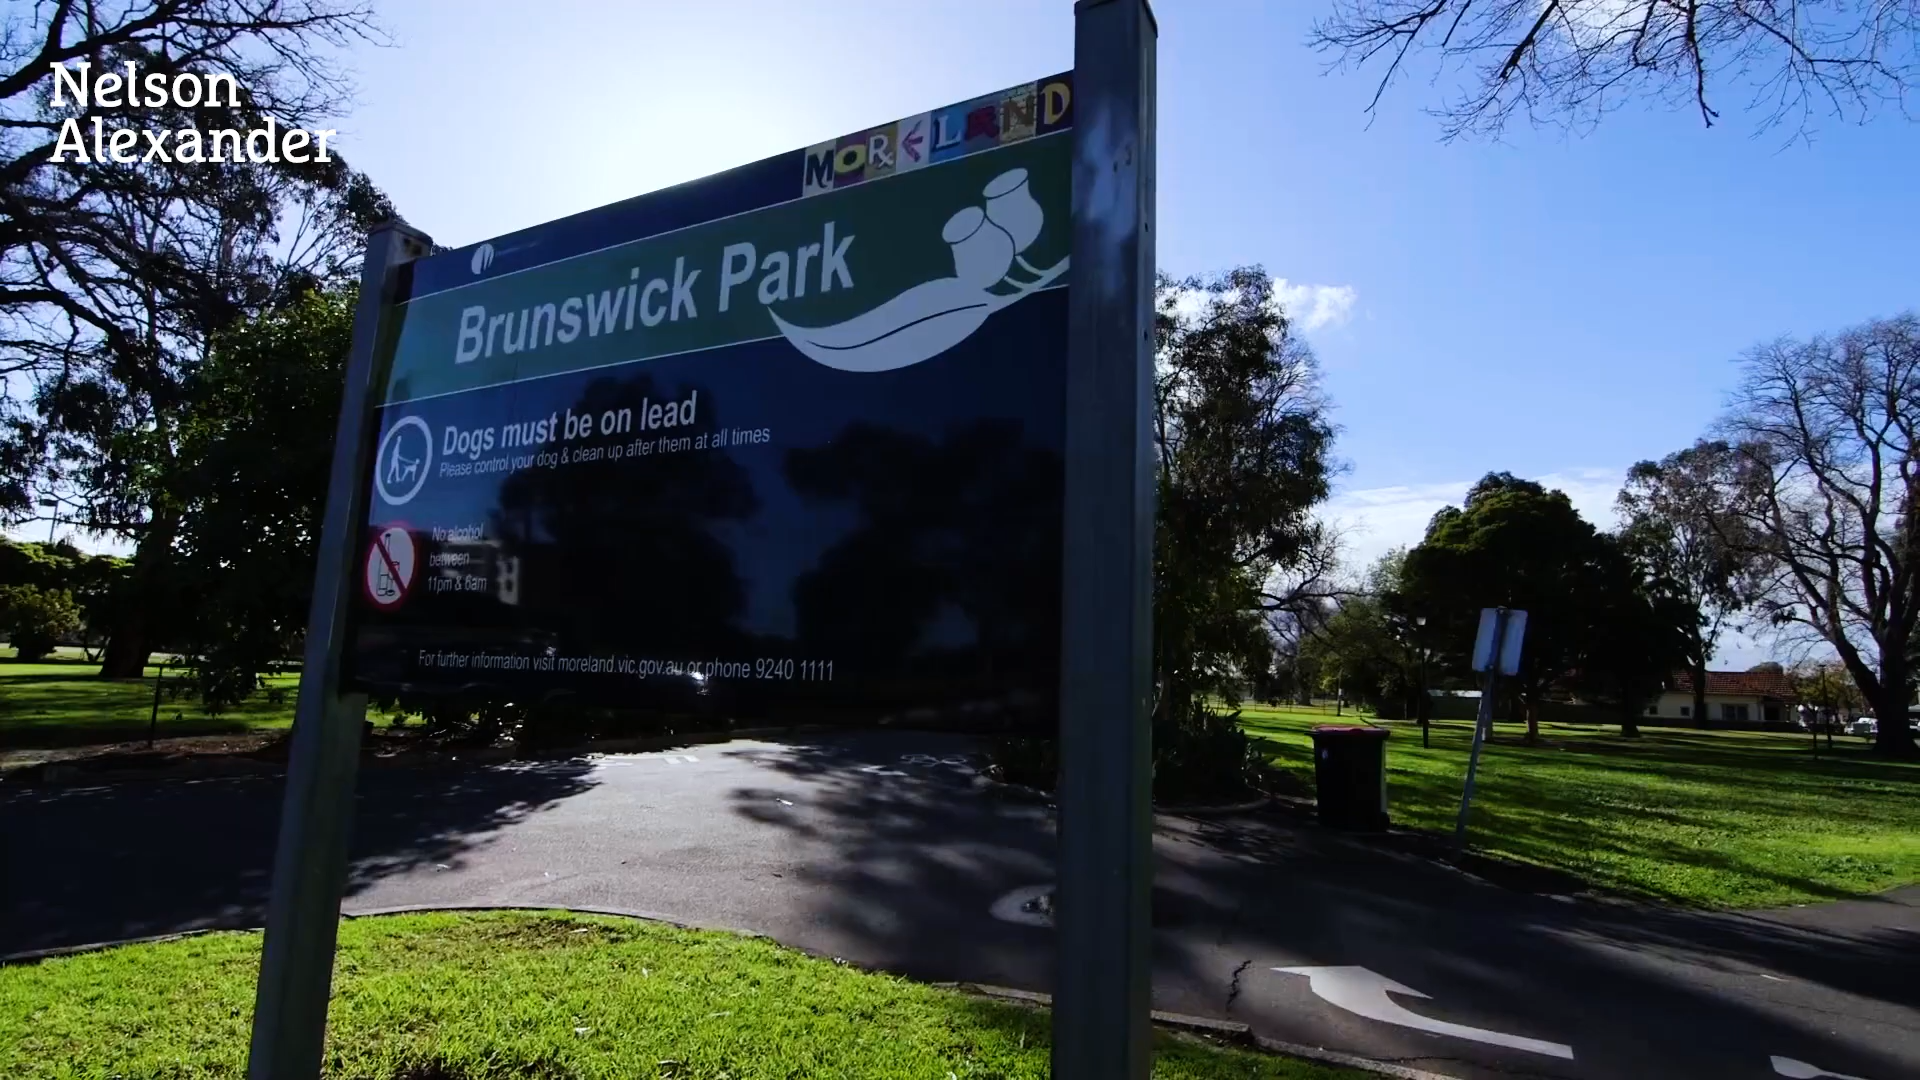 Nelson
Alexander
MORELAND
Brunswick Park
Dogs must be on lead
Please control your dog & clean up after them at all times
No alcohol
between
11pm & 6am
For further information visit moreland.vic.gov.au or phone 9240 1111